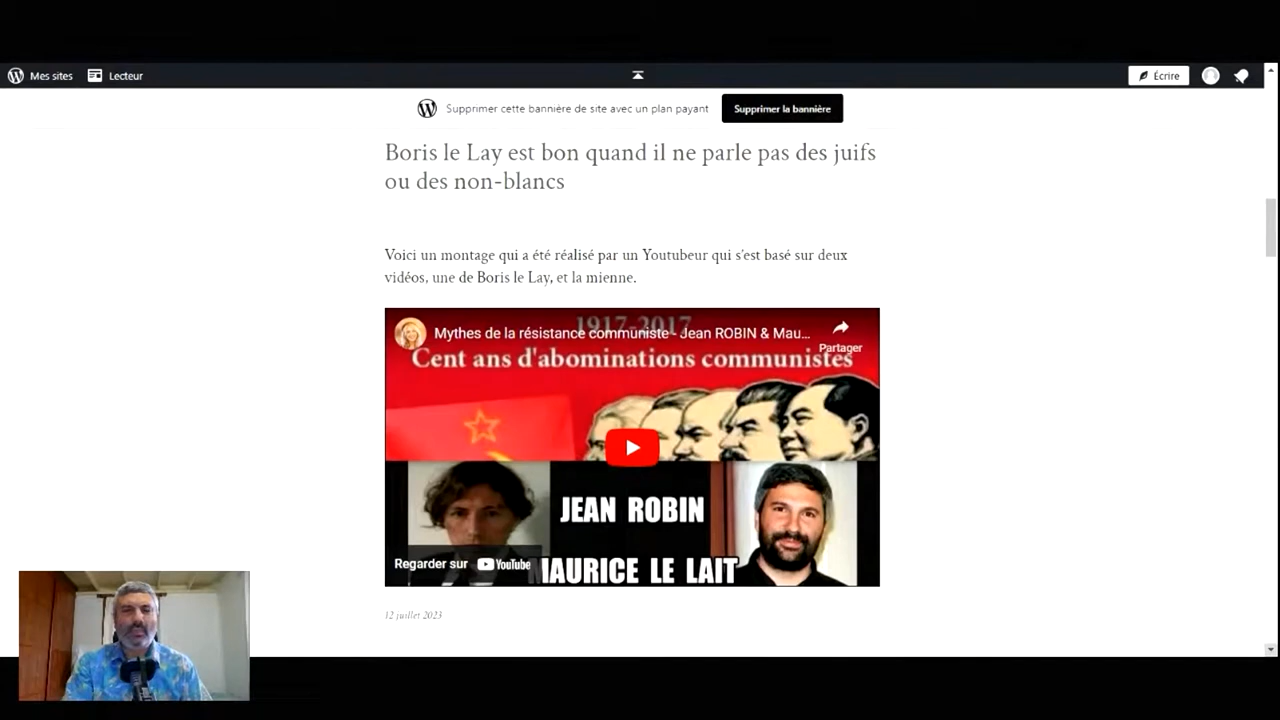 Mes sites
Lecteur
Écrire
Supprimer cette bannière de site avec un plan payant
Supprimer la bannière
Boris le Lay est bon quand il ne parle pas des juifs
ou des non-blancs
Voici un montage qui a été réalisé par un Youtubeur qui s'est basé sur deux
vidéos, une de Boris le Lay, et la mienne.
1917-2017
Mythes de la résistance communiste - Jean ROBIN & Mau...
Partager
Cent ans d'abominations communistes
JEAN ROBIN
Regarder sur YouTube
MAURICE LE LAIT
12 juillet 2023